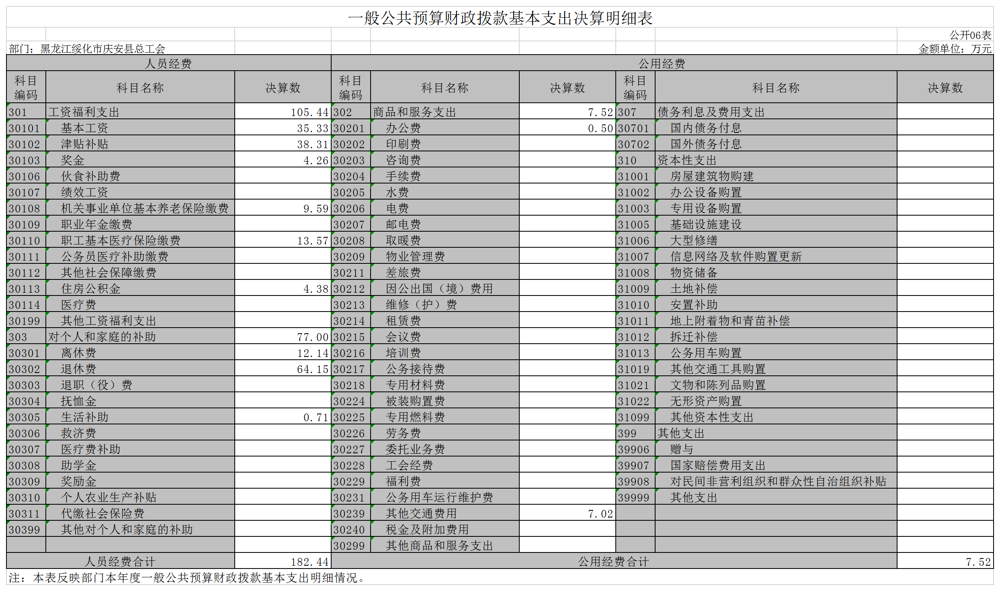 一般公共预算财政拨款基本支出决算明细表
公开06表
部门：黑龙江绥化市庆安县总工会 金额单位：万元
人员经费 公用经费
科目编码 科目名称 决算数 科目编码 科目名称 决算数 科目编码 科目名称 决算数
301 工资福利支出 105.44 302 商品和服务支出 7.52 307 债务利息及费用支出
30101 基本工资 35.33 30201 办公费 0.50 30701 国内债务付息
30102 津贴补贴 38.31 30202 印刷费 30702 国外债务付息
30103 奖金 4.26 30203 咨询费 310 资本性支出
30106 伙食补助费 30204 手续费 31001 房屋建筑物购建
30107 绩效工资 30205 水费 31002 办公设备购置
30108 机关事业单位基本养老保险缴费 9.59 30206 电费 31003 专用设备购置
30109 职业年金缴费 30207 邮电费 31005 基础设施建设
30110 职工基本医疗保险缴费 13.57 30208 取暖费 31006 大型修缮
30111 公务员医疗补助缴费 30209 物业管理费 31007 信息网络及软件购置更新
30112 其他社会保障缴费 30211 差旅费 31008 物资储备
30113 住房公积金 4.38 30212 因公出国（境）费用 31009 土地补偿
30114 医疗费 30213 维修（护）费 31010 安置补助
30199 其他工资福利支出 30214 租赁费 31011 地上附着物和青苗补偿
303 对个人和家庭的补助 77.00 30215 会议费 31012 拆迁补偿
30301 离休费 12.14 30216 培训费 31013 公务用车购置
30302 退休费 64.15 30217 公务接待费 31019 其他交通工具购置
30303 退职（役）费 30218 专用材料费 31021 文物和陈列品购置
30304 抚恤金 30224 被装购置费 31022 无形资产购置
30305 生活补助 0.71 30225 专用燃料费 31099 其他资本性支出
30306 救济费 30226 劳务费 399 其他支出
30307 医疗费补助 30227 委托业务费 39906 赠与
30308 助学金 30228 工会经费 39907 国家赔偿费用支出
30309 奖励金 30229 福利费 39908 对民间非营利组织和群众性自治组织补贴
30310 个人农业生产补贴 30231 公务用车运行维护费 39999 其他支出
30311 代缴社会保险费 30239 其他交通费用 7.02
30399 其他对个人和家庭的补助 30240 税金及附加费用
30299 其他商品和服务支出
人员经费合计 182.44 公用经费合计 7.52
注：本表反映部门本年度一般公共预算财政拨款基本支出明细情况。